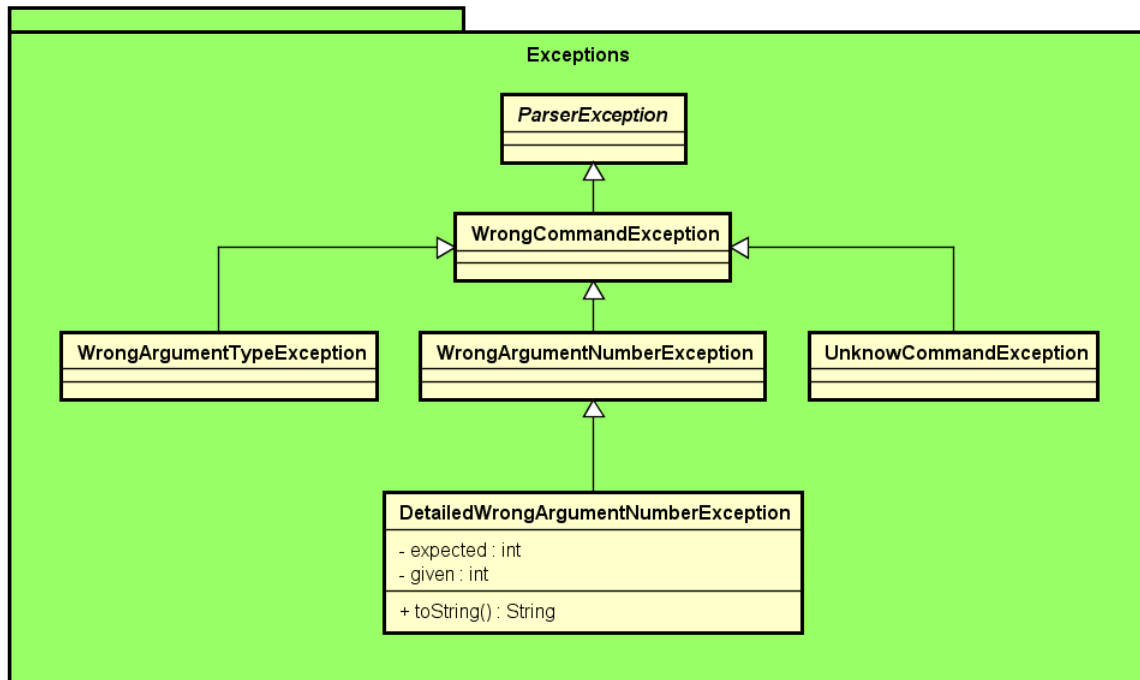 Exceptions
ParserException
WrongCommandException
WrongArgumentTypeException
WrongArgumentNumberException
UnknowCommandException
DetailedWrongArgumentNumberException
- expected : int
- given : int
+ toString() : String